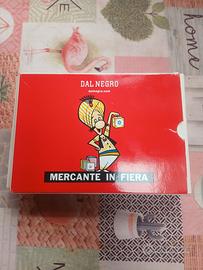 DAL NEGRO
dalnegro.com
MERCANTE IN FIERA
home